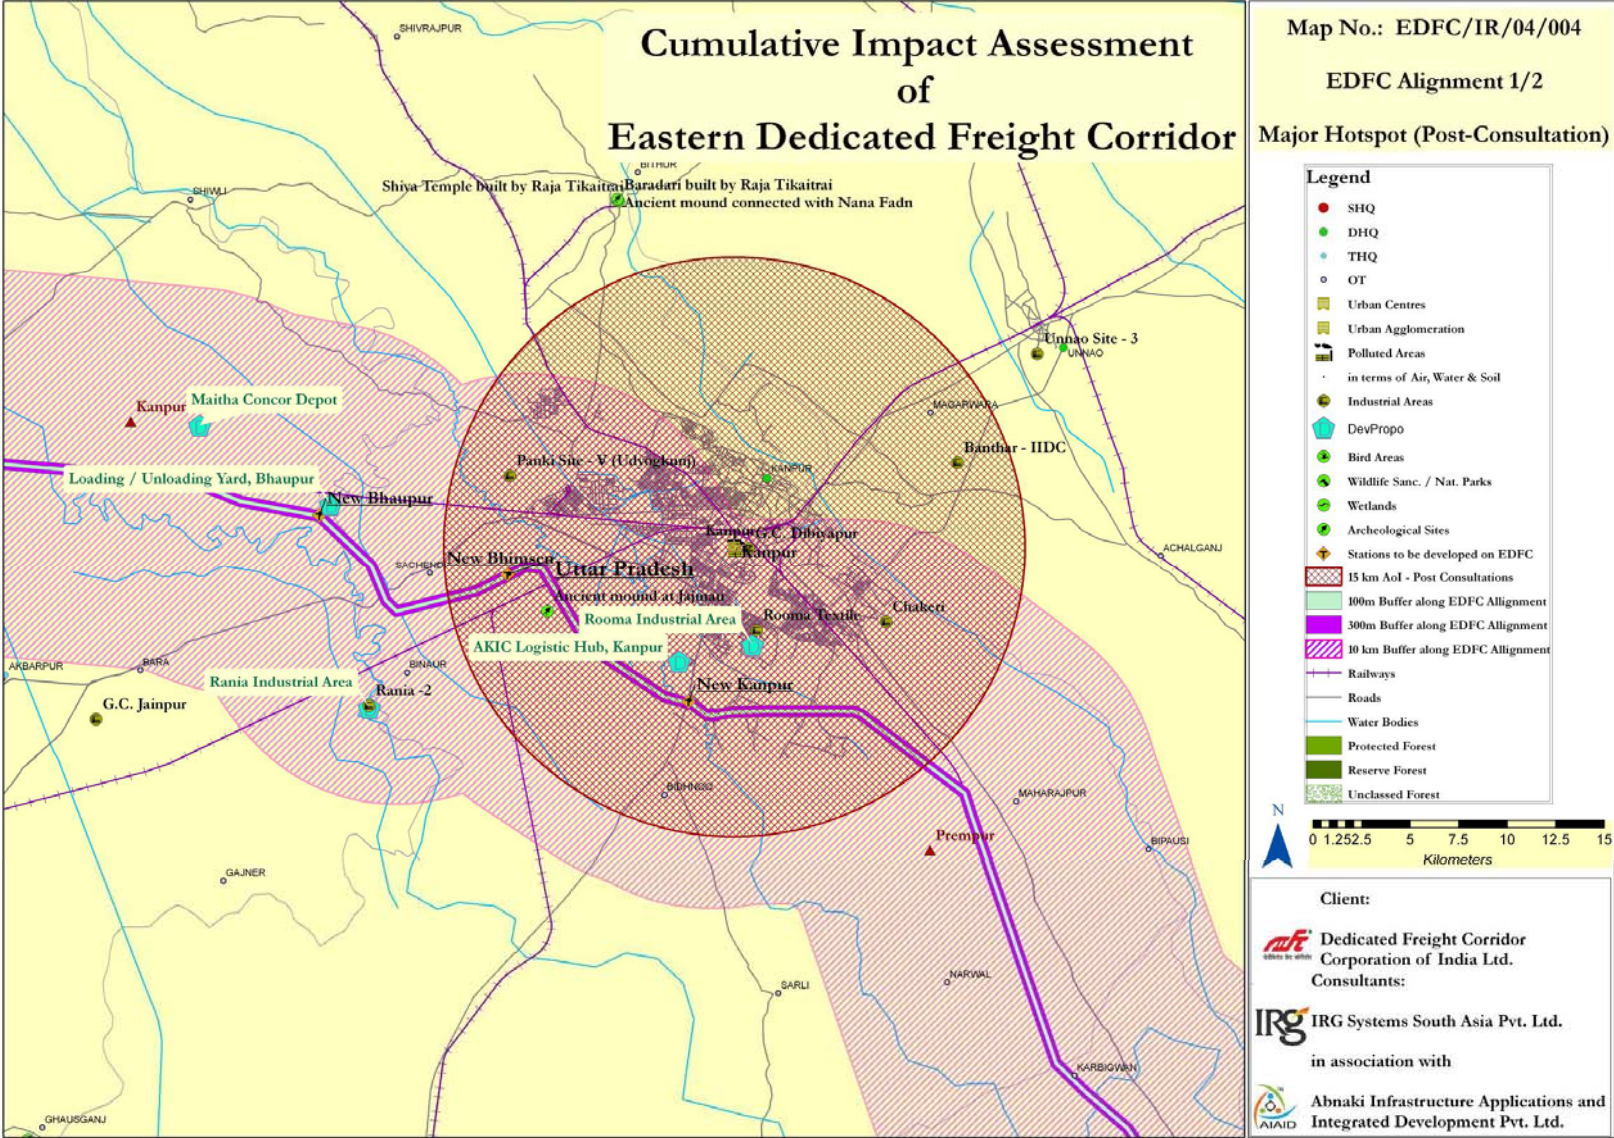 Cumulative Impact Assessment
of
Eastern Dedicated Freight Corridor
SHIVRAJPUR
BITHUR
Shiva Temple built by Raja Tikaitrai
Baradari built by Raja Tikaitrai
Ancient mound connected with Nana Fadn
SHIWLI
Unnao Site - 3
UNNAO
Maitha Concor Depot
Kanpur
MAGARWARA
Banthar - IIDC
Panki Site - V (Udyogkunj)
KANPUR
Loading / Unloading Yard, Bhaupur
New Bhaupur
Kanpur
G.C. Dibiyapur
Kanpur
ACHALGANJ
New Bhimsen
SACHEND
Uttar Pradesh
Ancient mound at Jajmau
Rooma Industrial Area
Rooma Textile
Chakeri
AKIC Logistic Hub, Kanpur
AKBARPUR
BARA
BINAUR
Rania Industrial Area
Rania -2
New Kanpur
G.C. Jainpur
BIDHNOO
MAHARAJPUR
Prempur
BIPAUSI
GAJNER
NARWAL
SARLI
KARBIGWAN
GHAUSGANJ
Map No.: EDFC/IR/04/004
EDFC Alignment 1/2
Major Hotspot (Post-Consultation)
Legend
SHQ
DHQ
THQ
OT
Urban Centres
Urban Agglomeration
Polluted Areas
in terms of Air, Water & Soil
Industrial Areas
DevPropo
Bird Areas
Wildlife Sanc. / Nat. Parks
Wetlands
Archeological Sites
Stations to be developed on EDFC
15 km AoI - Post Consultations
100m Buffer along EDFC Allignment
300m Buffer along EDFC Allignment
10 km Buffer along EDFC Allignment
Railways
Roads
Water Bodies
Protected Forest
Reserve Forest
Unclassed Forest
N
0 1.252.5 5 7.5 10 12.5 15
Kilometers
Client:
Dedicated Freight Corridor
Corporation of India Ltd.
Consultants:
IRG
IRG Systems South Asia Pvt. Ltd.
in association with
AIAID
Abnaki Infrastructure Applications and
Integrated Development Pvt. Ltd.